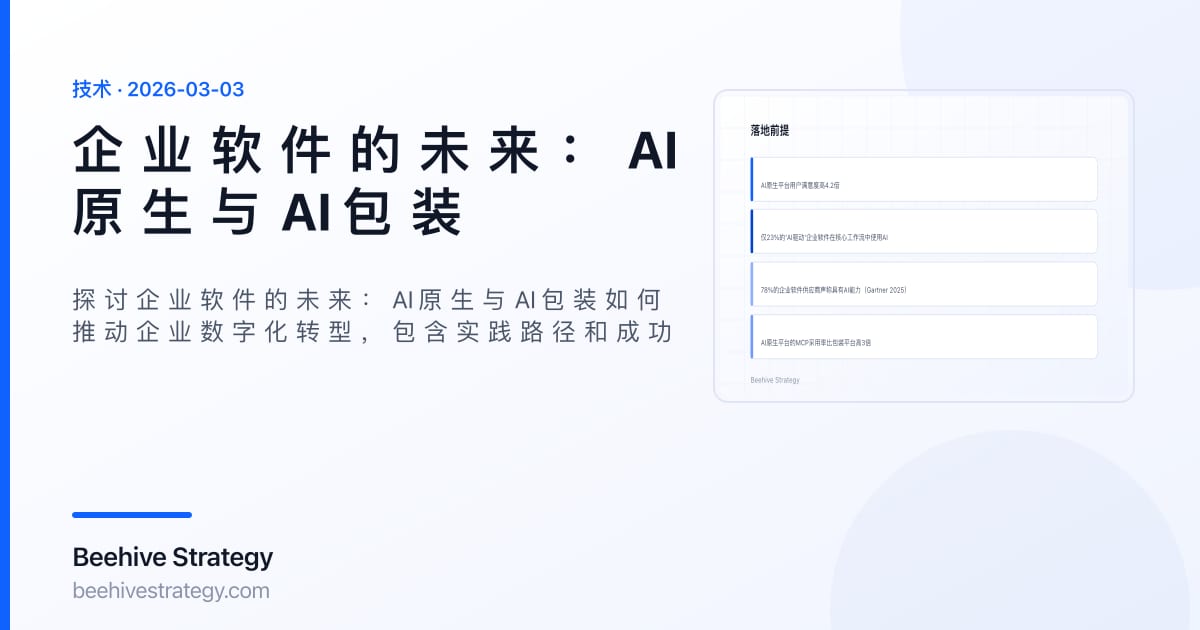 技术 · 2026-03-03
企业软件的未来： AI
原生与AI包装
探讨企业软件的未来： AI原生与AI包装如何
推动企业数字化转型，包含实践路径和成功
落地前提
AI原生平台用户满意度高4.2倍
仅23%的“AI驱动”企业软件在核心工作流中使用AI
78%的企业软件供应商声称具有AI能力（Gartner 2025）
AI原生平台的MCP采用率比包装平台高3倍
Beehive Strategy
Beehive Strategy
beehivestrategy.com